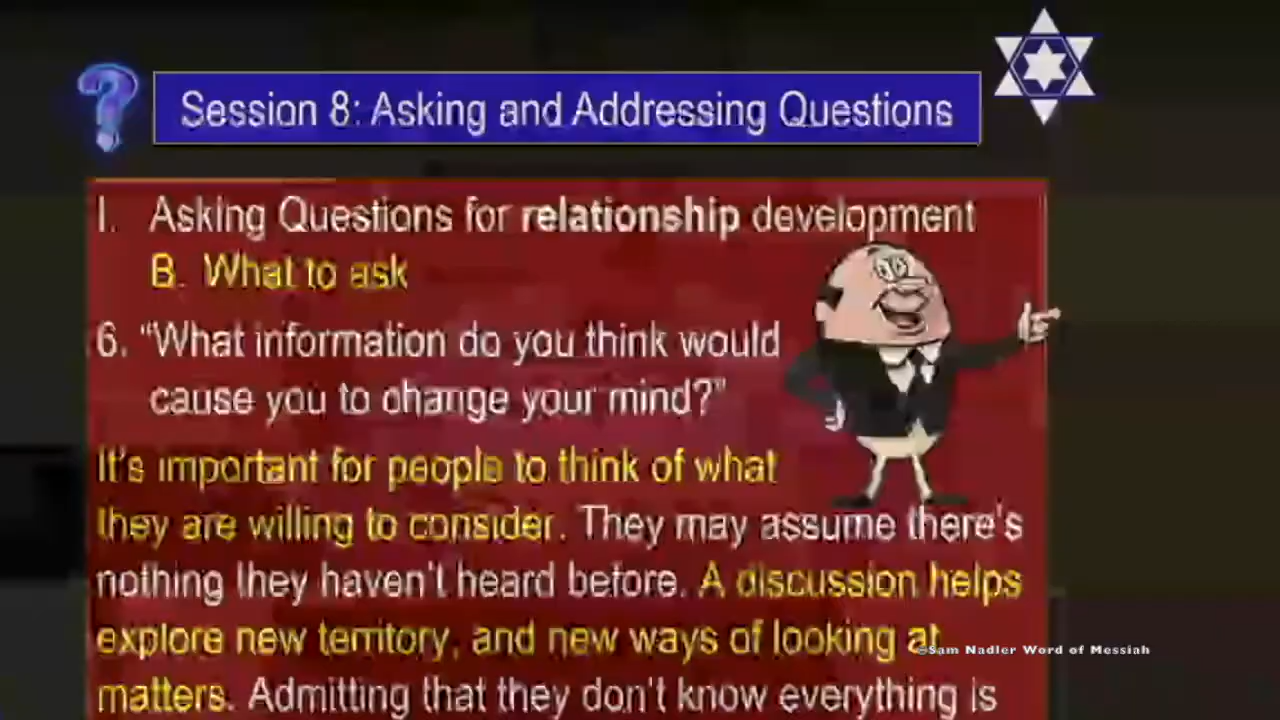 Session 8: Asking and Addressing Questions
I. Asking Questions for relationship development
B. What to ask
6. “What information do you think would
cause you to change your mind?”
It's important for people to think of what
they are willing to consider. They may assume there's
nothing they haven't heard before. A discussion helps
explore new territory, and new ways of looking at
©Sam Nadler Word of Messiah
matters. Admitting that they don't know everything is